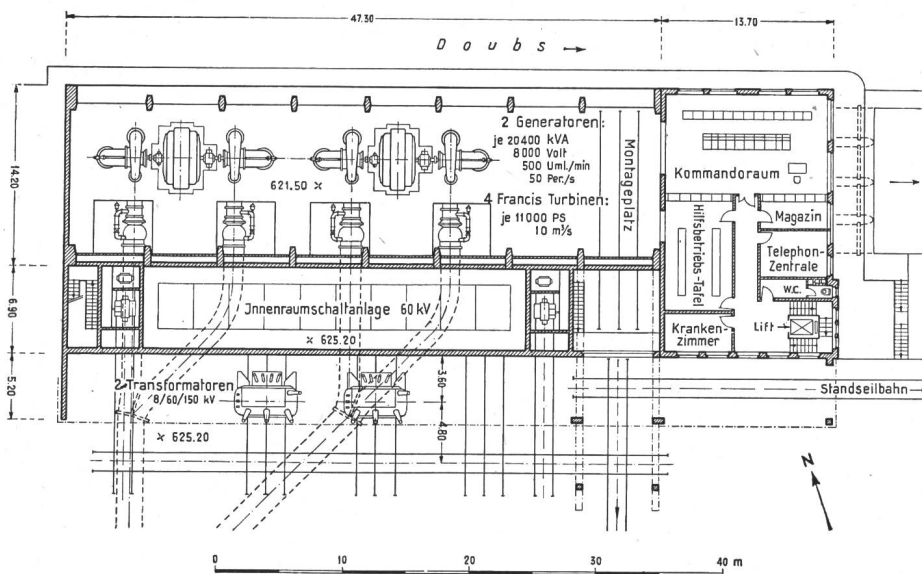 47.30
13.70
Doubs
14.20
6.90
5.20
2 Generatoren:
je 20400 kVA
8000 Volt
500 Uml./min
50 Per./s
4 Francis Turbinen:
je 11000 PS
10 m³/s
621.50
Montageplatz
Kommandoraum
Hilfsbetriebs-Tafel
Magazin
Telephon-
Zentrale
W.C.
Lift
Kranken-
zimmer
Jnnenraumschaltanlage 60 kV
625.20
2 Transformatoren
8/60/150 kV
625.20
3.60
4.80
Standseilbahn
N
0 10 20 30 40 m